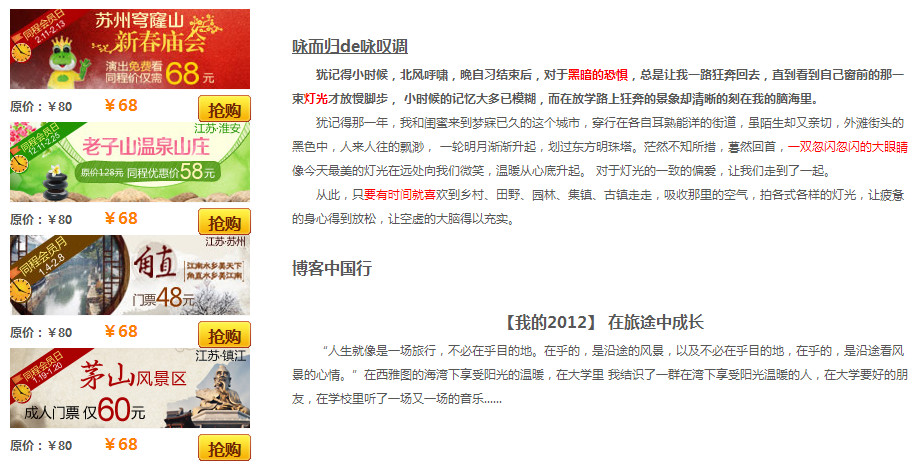 同程会员日
2.11-2.13
苏州穹窿山
新春庙会
演出免费看
同程价仅需68元
原价：¥80
¥68
抢购
同程会员日
12.11-2.25
江苏·淮安
老子山温泉山庄
原价128元 同程优惠价58元
原价：¥80
¥68
抢购
同程会员月
1.4-2.8
江苏·苏州
甪直
江南水乡吴天下
甪直水乡美江南
门票48元
原价：¥80
¥68
抢购
同程会员日
1.19-1.20
江苏·镇江
茅山风景区
成人门票 仅60元
原价：¥80
¥68
抢购
咏而归de咏叹调
犹记得小时候，北风呼啸，晚自习结束后，对于黑暗的恐惧，总是让我一路狂奔回去，直到看到自己窗前的那一
束灯光才放慢脚步， 小时候的记忆大多已模糊，而在放学路上狂奔的景象却清晰的刻在我的脑海里。
犹记得那一年，我和闺蜜来到梦寐已久的这个城市，穿行在各自耳熟能详的街道，虽陌生却又亲切，外滩街头的
黑色中，人来人往的飘渺， 一轮明月渐渐升起，划过东方明珠塔。茫然不知所措，蓦然回首，一双忽闪忽闪的大眼睛
像今天最美的灯光在远处向我们微笑，温暖从心底升起。 对于灯光的一致的偏爱，让我们走到了一起。
从此，只要有时间就喜欢到乡村、田野、园林、集镇、古镇走走，吸收那里的空气，拍各式各样的灯光，让疲惫
的身心得到放松，让空虚的大脑得以充实。
博客中国行
【我的2012】 在旅途中成长
“人生就像是一场旅行，不必在乎目的地。在乎的，是沿途的风景，以及不必在乎目的地，在乎的，是沿途看风
景的心情。”在西雅图的海湾下享受阳光的温暖，在大学里 我结识了一群在湾下享受阳光温暖的人，在大学要好的朋
友，在学校里听了一场又一场的音乐......